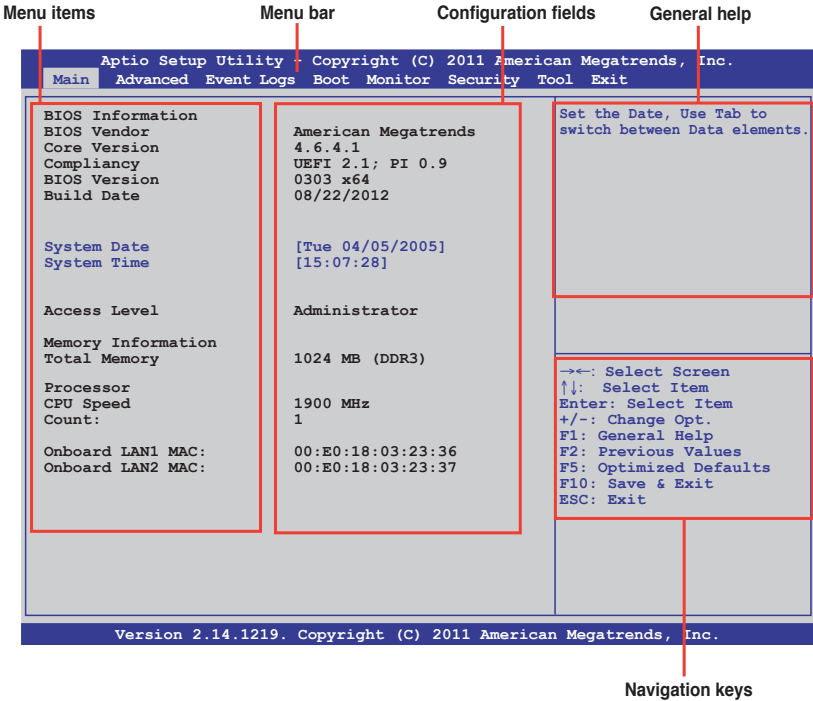 Menu items Menu bar Configuration fields General help
Aptio Setup Utility - Copyright (C) 2011 American Megatrends, Inc.
Main Advanced Event Logs Boot Monitor Security Tool Exit
BIOS Information
BIOS Vendor American Megatrends
Core Version 4.6.4.1
Compliancy UEFI 2.1; PI 0.9
BIOS Version 0303 x64
Build Date 08/22/2012
System Date [Tue 04/05/2005]
System Time [15:07:28]
Access Level Administrator
Memory Information
Total Memory 1024 MB (DDR3)
Processor
CPU Speed 1900 MHz
Count: 1
Onboard LAN1 MAC: 00:E0:18:03:23:36
Onboard LAN2 MAC: 00:E0:18:03:23:37
Set the Date, Use Tab to
switch between Data elements.
→←: Select Screen
↑↓: Select Item
Enter: Select Item
+/-: Change Opt.
F1: General Help
F2: Previous Values
F5: Optimized Defaults
F10: Save & Exit
ESC: Exit
Version 2.14.1219. Copyright (C) 2011 American Megatrends, Inc.
Navigation keys